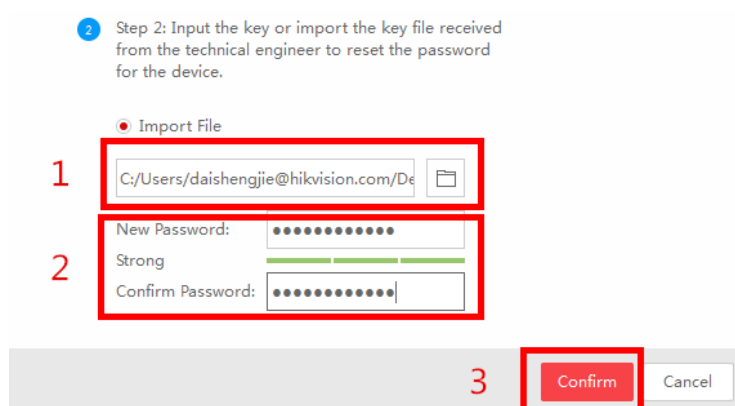 2 Step 2: Input the key or import the key file received
from the technical engineer to reset the password
for the device.
Import File
1 C:/Users/daishengjie@hikvision.com/De
New Password: ●●●●●●●●●●●●
2 Strong
Confirm Password: ●●●●●●●●●●●●
3 Confirm Cancel